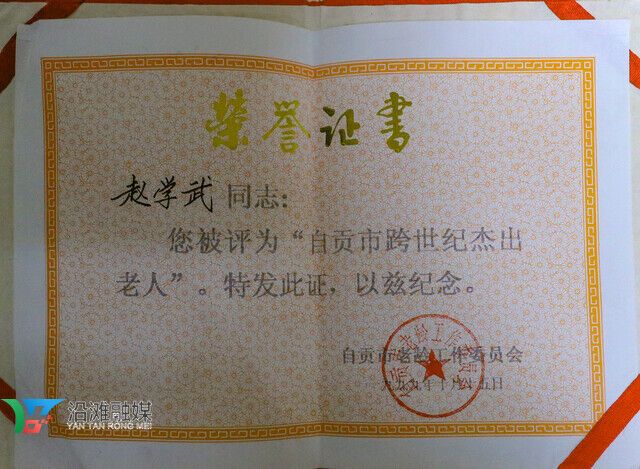 荣誉证书
赵学武 同志：
您被评为“自贡市跨世纪杰出
老人”。特发此证，以兹纪念。
自贡市老龄工作委员会
沿滩融媒
YAN TAN RONG MEI